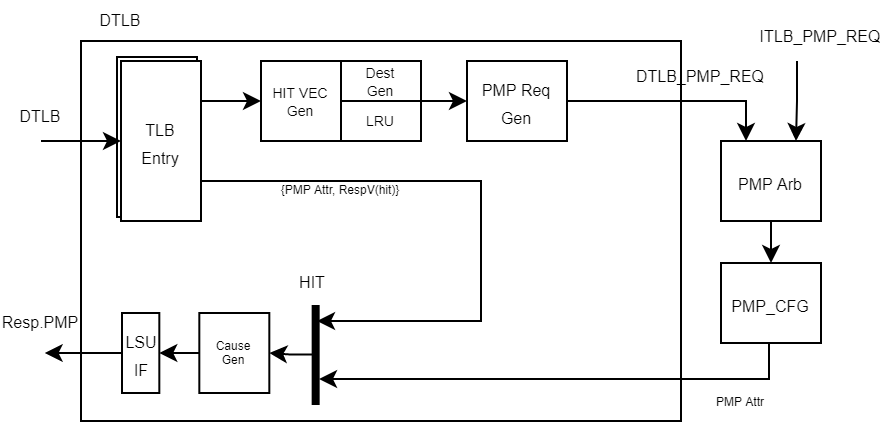 DTLB
ITLB_PMP_REQ
DTLB_PMP_REQ
DTLB
TLB
Entry
HIT VEC
Gen
Dest
Gen
LRU
PMP Req
Gen
PMP Arb
{PMP Attr, RespV(hit)}
HIT
PMP_CFG
Resp.PMP
LSU
IF
Cause
Gen
PMP Attr